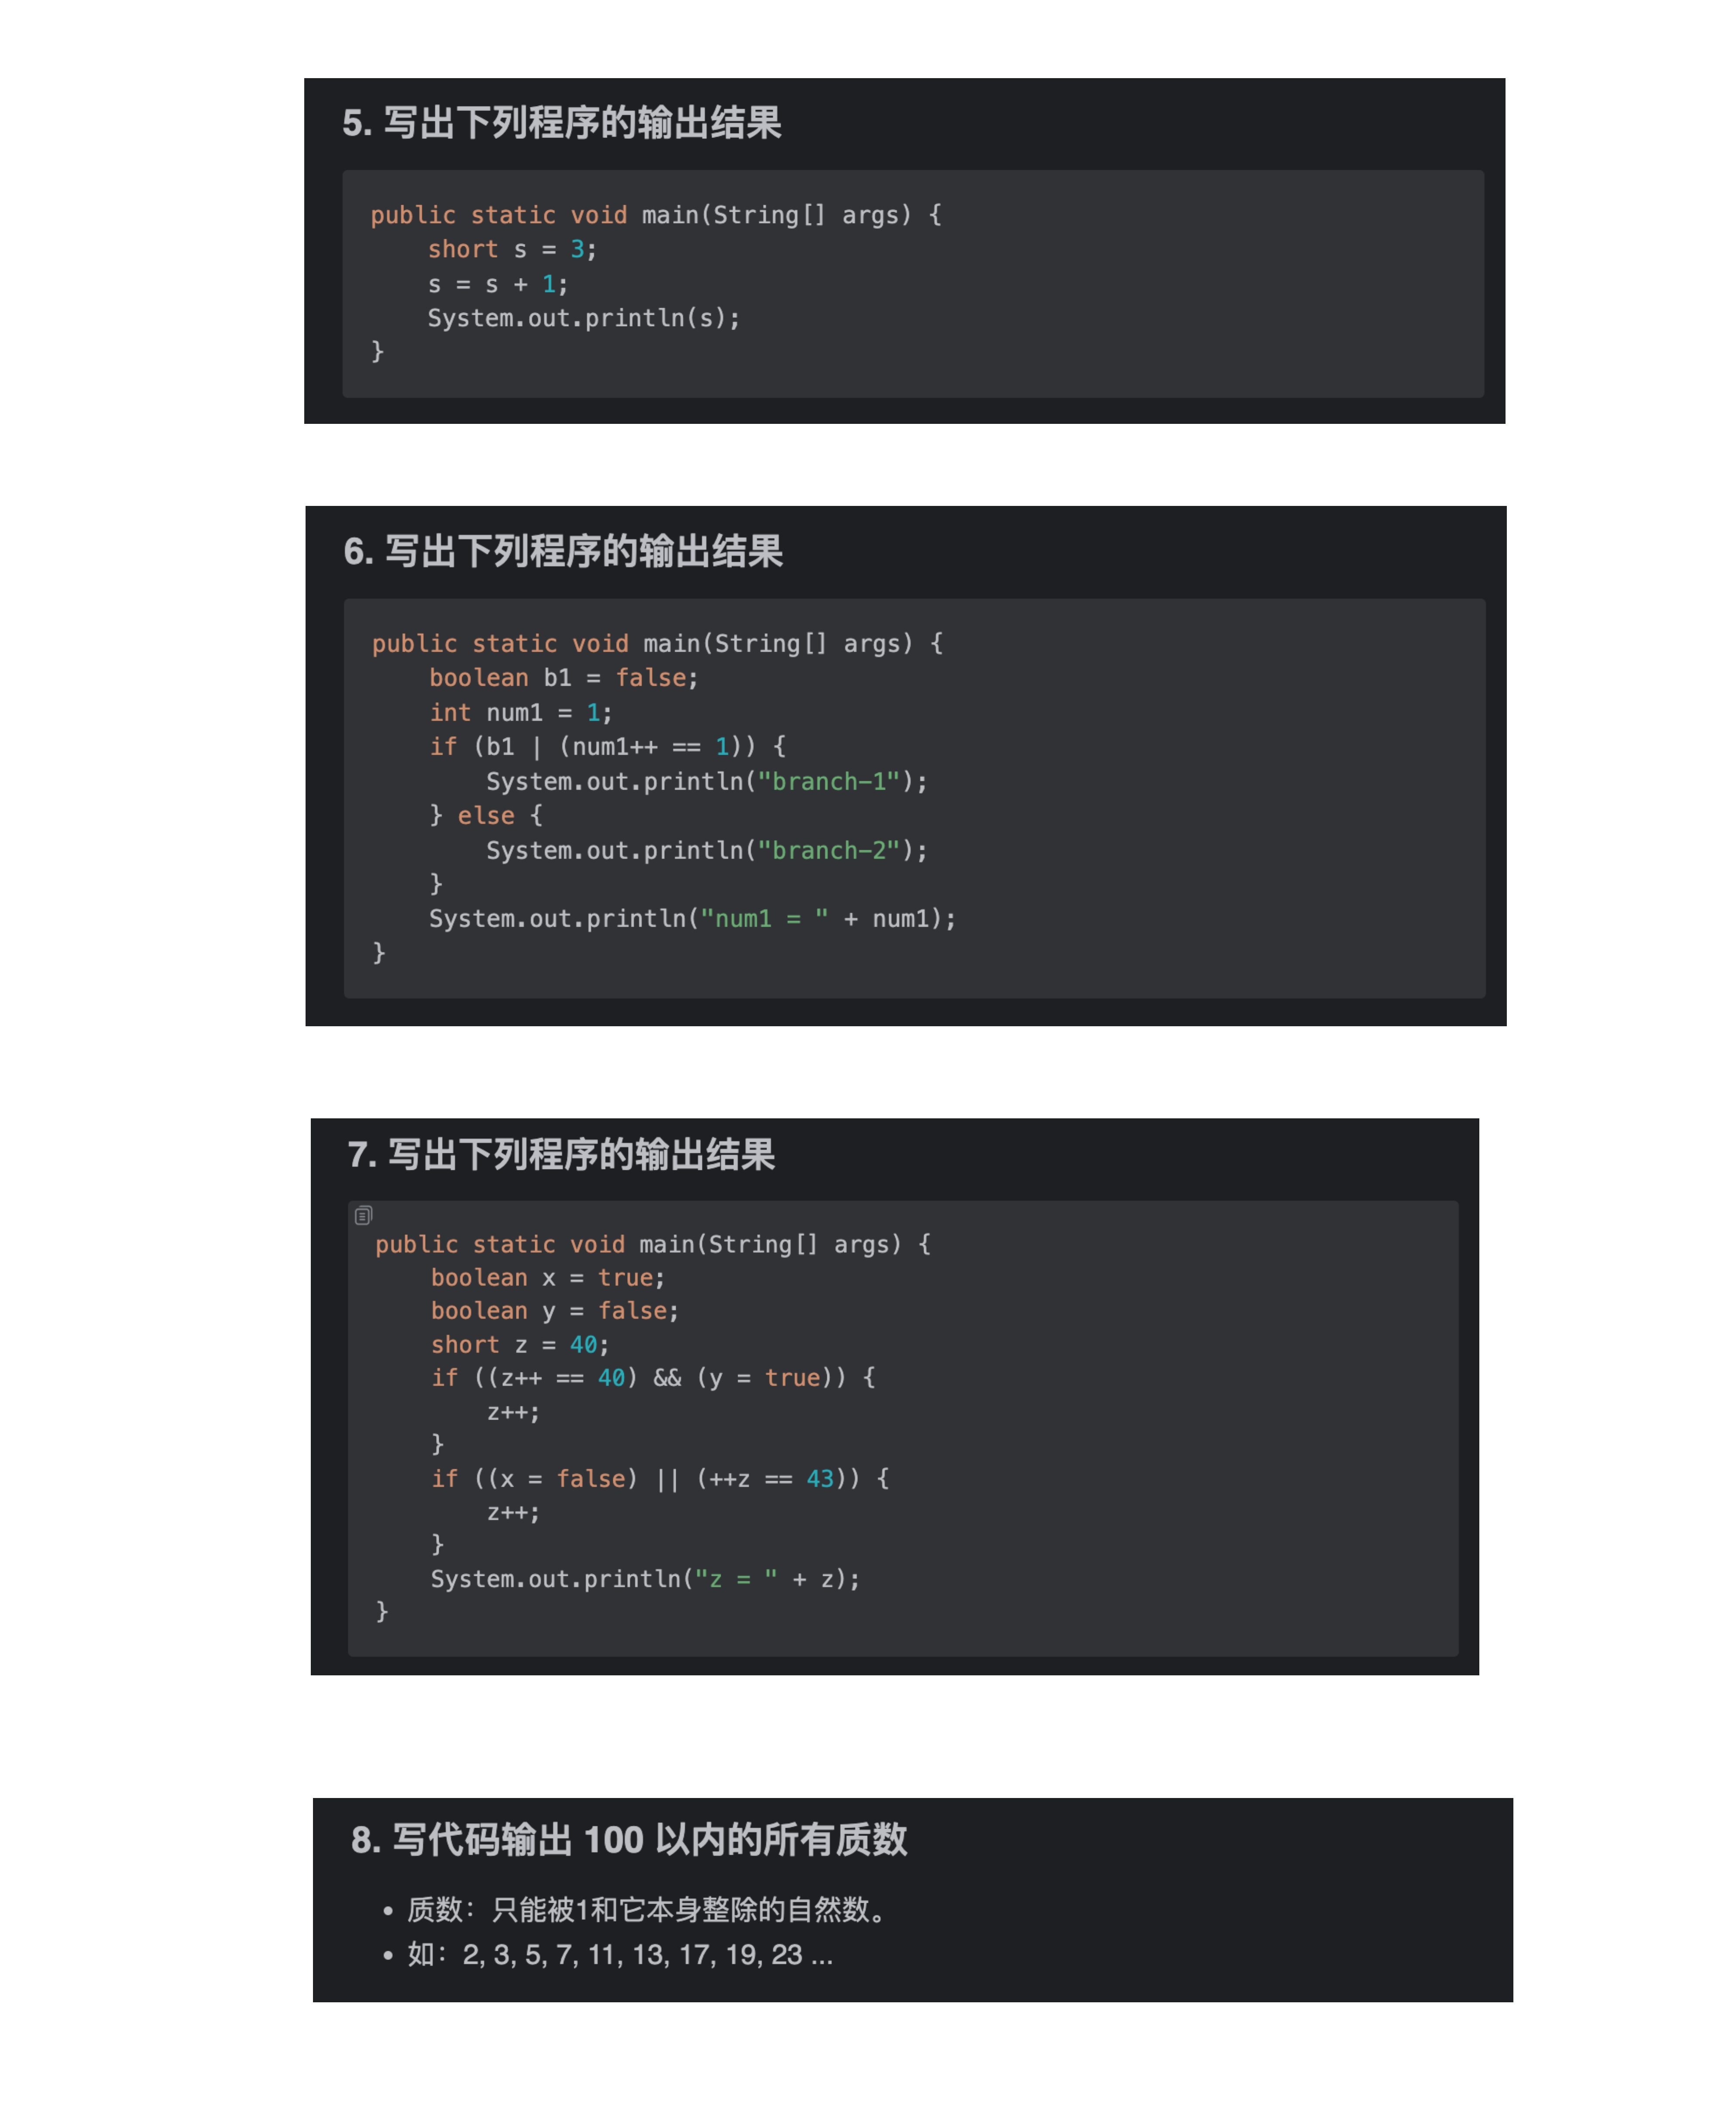 5. 写出下列程序的输出结果
public static void main(String[] args) {
    short s = 3;
    s = s + 1;
    System.out.println(s);
}
6. 写出下列程序的输出结果
public static void main(String[] args) {
    boolean b1 = false;
    int num1 = 1;
    if (b1 | (num1++ == 1)) {
        System.out.println("branch-1");
    } else {
        System.out.println("branch-2");
    }
    System.out.println("num1 = " + num1);
}
7. 写出下列程序的输出结果
public static void main(String[] args) {
    boolean x = true;
    boolean y = false;
    short z = 40;
    if ((z++ == 40) && (y = true)) {
        z++;
    }
    if ((x = false) || (++z == 43)) {
        z++;
    }
    System.out.println("z = " + z);
}
8. 写代码输出 100 以内的所有质数
• 质数：只能被1和它本身整除的自然数。
• 如：2, 3, 5, 7, 11, 13, 17, 19, 23 ...